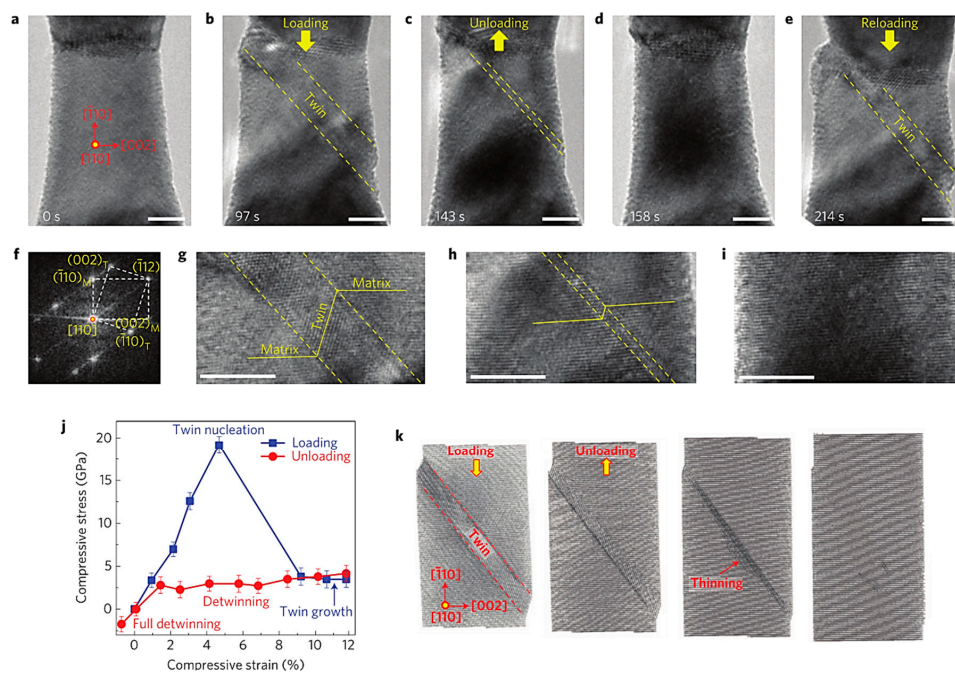 a
b
Loading
c
Unloading
d
e
Reloading
[1̄10]
[002]
[110]
Twin
Twin
0 s
97 s
143 s
158 s
214 s
f
(002)T
(1̄10)M
(1̄12)
[110]
(002)M
(1̄10)T
g
Matrix
Twin
Matrix
h
i
j
Twin nucleation
Loading
Unloading
Compressive stress (GPa)
20
15
10
5
0
Detwinning
Full detwinning
Twin growth
0 2 4 6 8 10 12
Compressive strain (%)
k
Loading
Unloading
Twin
Thinning
[1̄10]
[002]
[110]